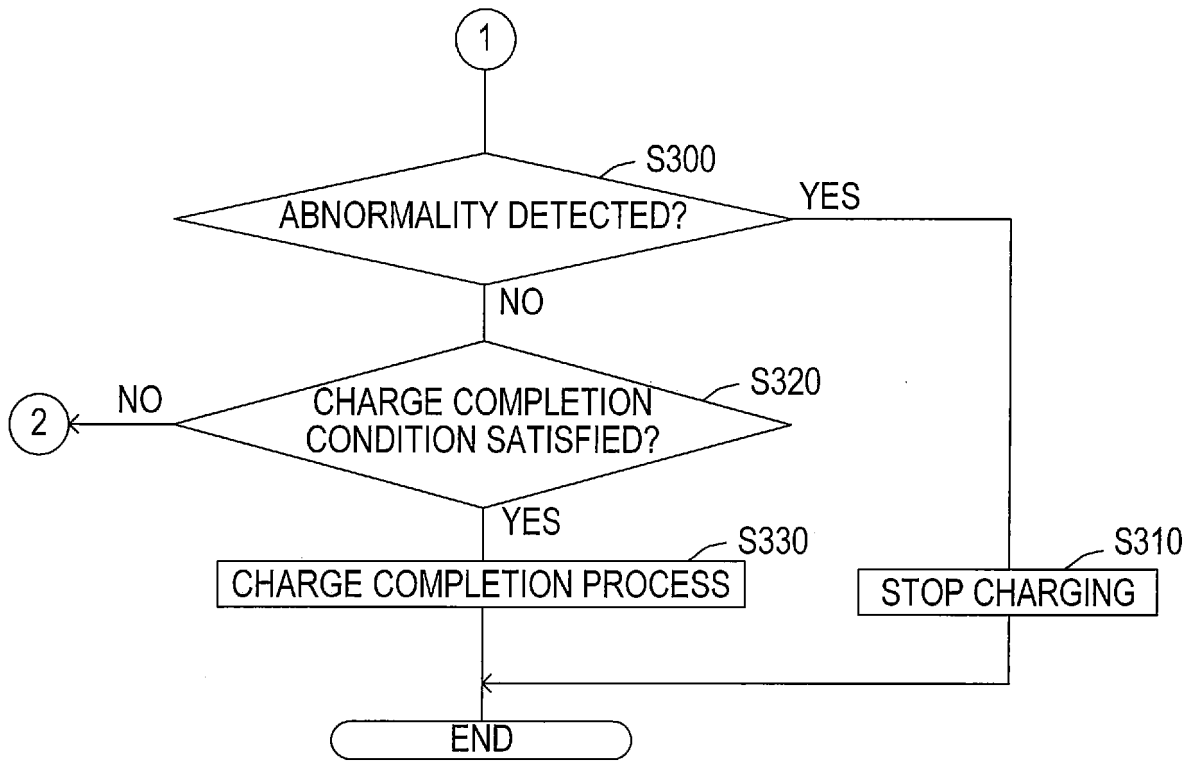 1
S300
ABNORMALITY DETECTED?
YES
NO
S320
CHARGE COMPLETION
CONDITION SATISFIED?
NO
2
YES
S330
CHARGE COMPLETION PROCESS
S310
STOP CHARGING
END